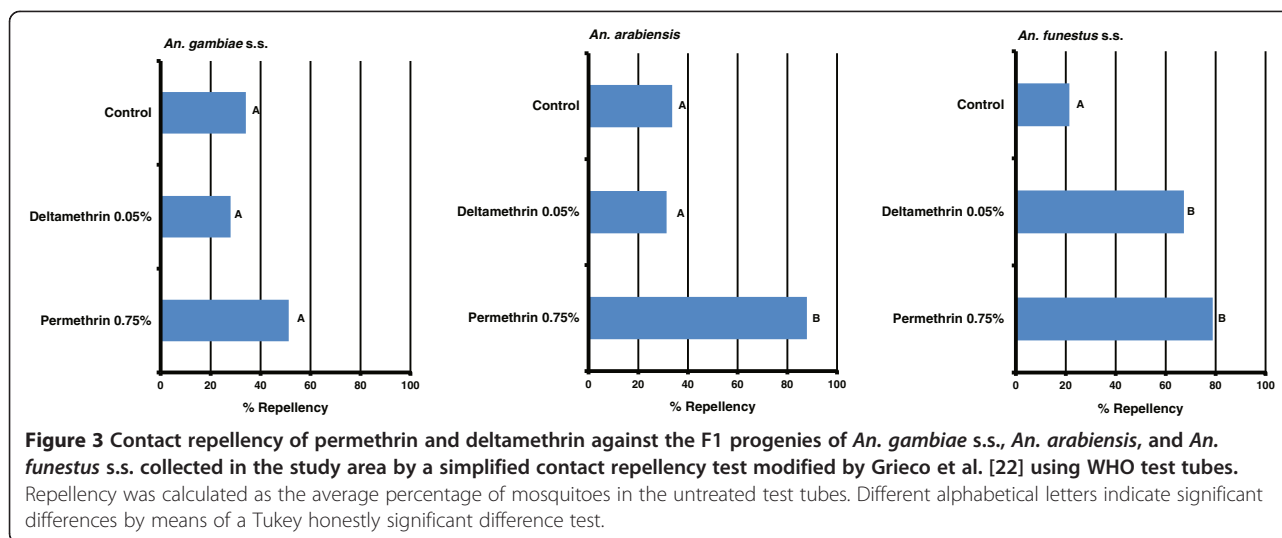 An. gambiae s.s.
Control
A
Deltamethrin 0.05%
A
Permethrin 0.75%
A
0 20 40 60 80 100
% Repellency
An. arabiensis
Control
A
Deltamethrin 0.05%
A
Permethrin 0.75%
B
0 20 40 60 80 100
% Repellency
An. funestus s.s.
Control
A
Deltamethrin 0.05%
B
Permethrin 0.75%
B
0 20 40 60 80 100
% Repellency
Figure 3 Contact repellency of permethrin and deltamethrin against the F1 progenies of An. gambiae s.s., An. arabiensis, and An.
funestus s.s. collected in the study area by a simplified contact repellency test modified by Grieco et al. [22] using WHO test tubes.
Repellency was calculated as the average percentage of mosquitoes in the untreated test tubes. Different alphabetical letters indicate significant
differences by means of a Tukey honestly significant difference test.